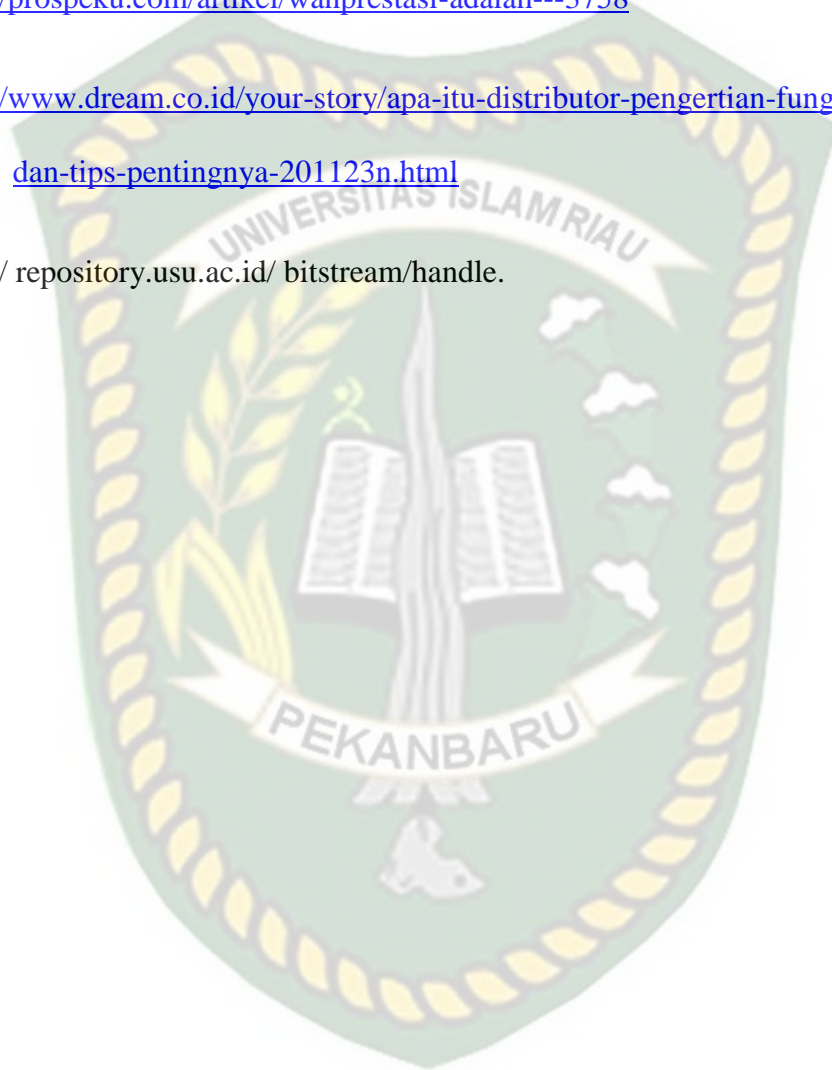 /prospeku.com/artikel/wanprestasi-adalah---3758
/www.dream.co.id/your-story/apa-itu-distributor-pengertian-fung
dan-tips-pentingnya-201123n.html
UNIVERSITAS ISLAM RIAU
/ repository.usu.ac.id/ bitstream/handle.
PEKANBARU